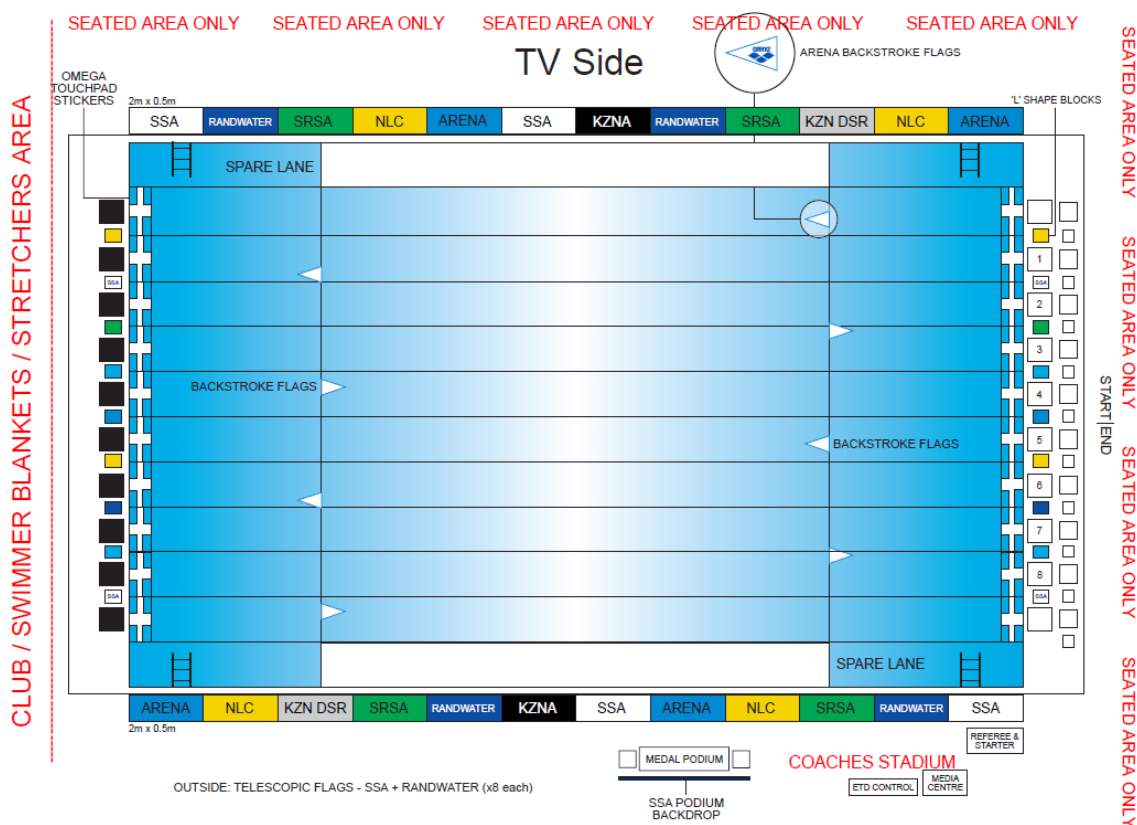 SEATED AREA ONLY SEATED AREA ONLY SEATED AREA ONLY SEATED AREA ONLY SEATED AREA ONLY
TV Side
arena
ARENA BACKSTROKE FLAGS
OMEGA
TOUCHPAD
STICKERS
2m x 0.5m
'L' SHAPE BLOCKS
SSA RANDWATER SRSA NLC ARENA SSA KZNA RANDWATER SRSA KZN DSR NLC ARENA
CLUB / SWIMMER BLANKETS / STRETCHERS AREA
SPARE LANE
1
SSA SSA
2
3
BACKSTROKE FLAGS
4
5
BACKSTROKE FLAGS
6
7
8
SSA SSA
START|END
SPARE LANE
SEATED AREA ONLY
SEATED AREA ONLY
SEATED AREA ONLY
SEATED AREA ONLY
ARENA NLC KZN DSR SRSA RANDWATER KZNA SSA ARENA NLC SRSA RANDWATER SSA
2m x 0.5m
REFEREE &
STARTER
MEDAL PODIUM
COACHES STADIUM
OUTSIDE: TELESCOPIC FLAGS - SSA + RANDWATER (x8 each)
ETD CONTROL
MEDIA
CENTRE
SSA PODIUM
BACKDROP